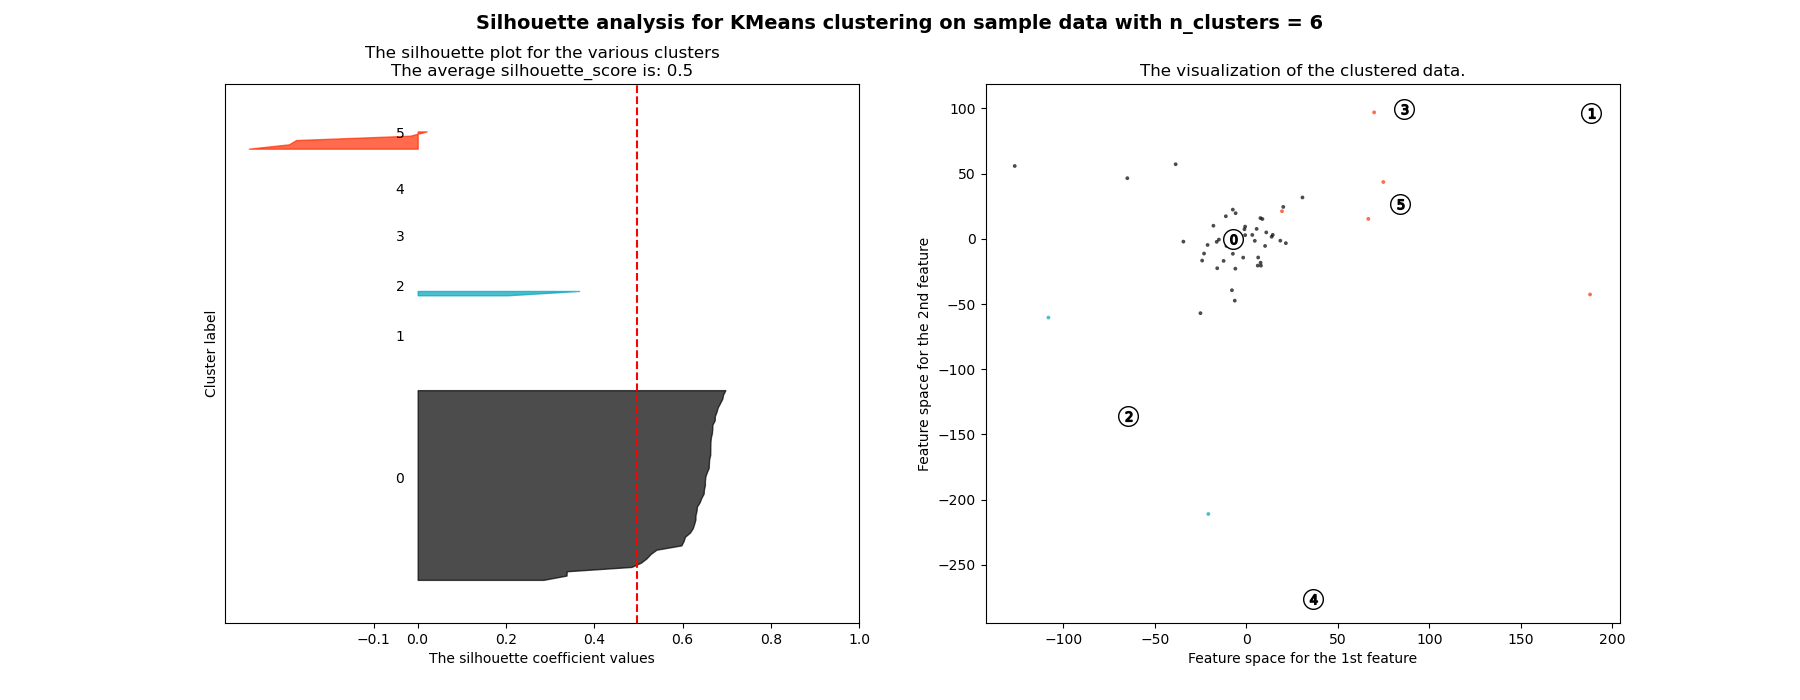 Silhouette analysis for KMeans clustering on sample data with n_clusters = 6
The silhouette plot for the various clusters
The average silhouette_score is: 0.5
5
4
3
2
1
0
Cluster label
−0.1 0.0 0.2 0.4 0.6 0.8 1.0
The silhouette coefficient values
The visualization of the clustered data.
100
50
0
−50
−100
−150
−200
−250
Feature space for the 2nd feature
3
1
5
0
2
4
−100 −50 0 50 100 150 200
Feature space for the 1st feature